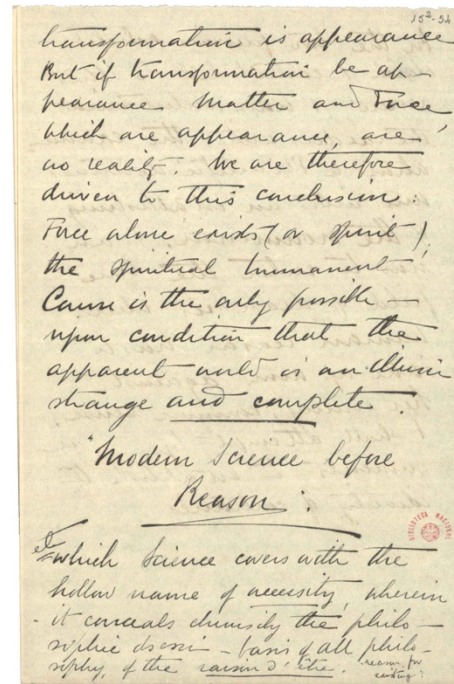 15²-54
transformation is appearance
But if transformation be ap-
pearance matter and Force,
which are appearance, are
no reality. We are therefore
driven to this conclusion:
Force alone exists (or spirit),
the spiritual Immanent
Cause is the only possible –
upon condition that the
apparent world is an illusion
strange and complete.
"Modern Science before
Reason."
which Science covers with the
hollow name of necessity, wherein
it conceals clumsily the philo-
sophic – basis of all philo-
sophy, of the raison d'être. reason for
existing?
BIBLIOTECA NACIONAL